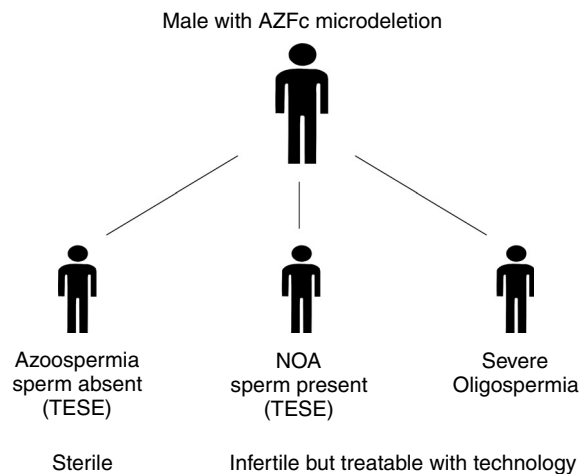 Male with AZFc microdeletion
Azoospermia
sperm absent
(TESE)
NOA
sperm present
(TESE)
Severe
Oligospermia
Sterile
Infertile but treatable with technology